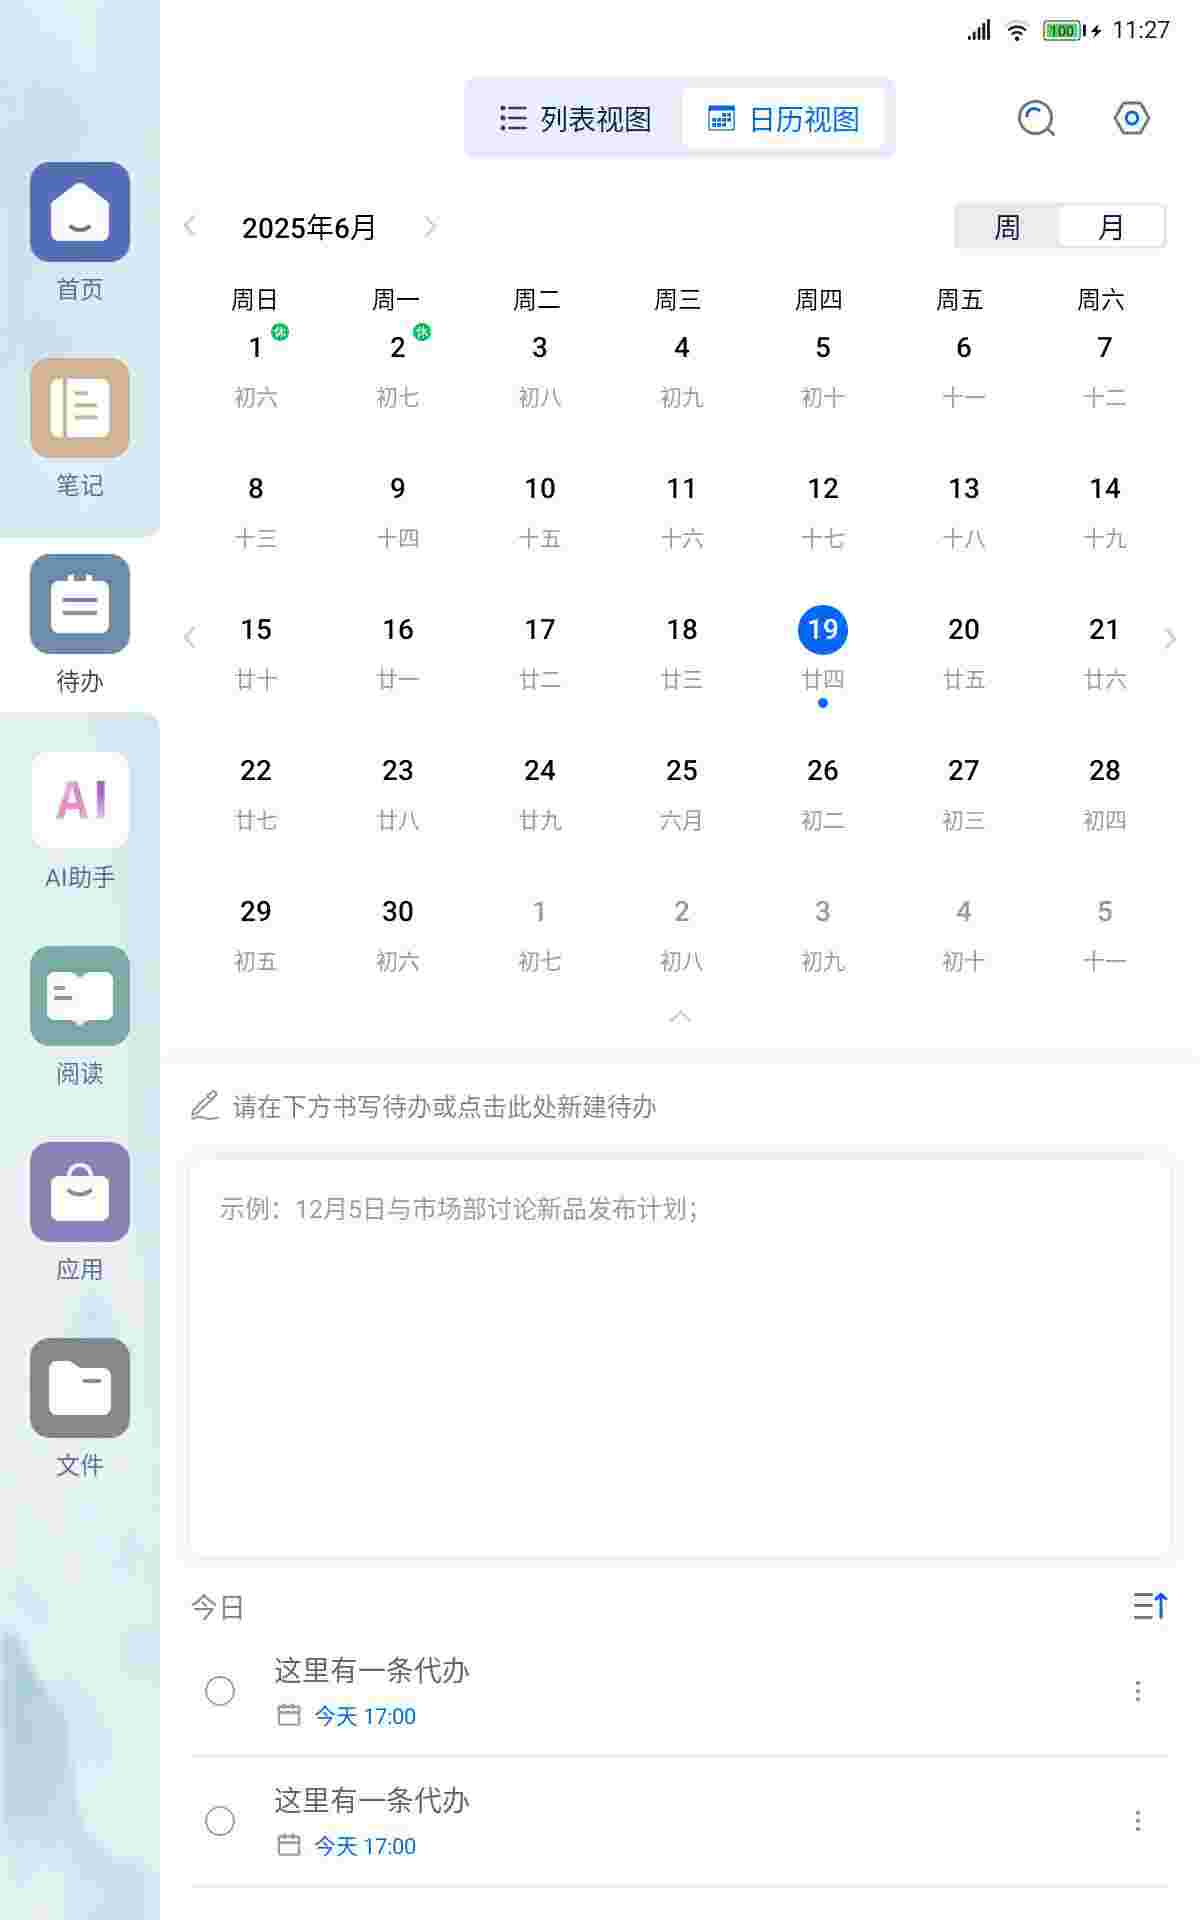 100 11:27
列表视图 日历视图
2025年6月 周 月
周日 周一 周二 周三 周四 周五 周六
1 休 2 休 3 4 5 6 7
初六 初七 初八 初九 初十 十一 十二
8 9 10 11 12 13 14
十三 十四 十五 十六 十七 十八 十九
15 16 17 18 19 20 21
廿十 廿一 廿二 廿三 廿四 廿五 廿六
22 23 24 25 26 27 28
廿七 廿八 廿九 六月 初二 初三 初四
29 30 1 2 3 4 5
初五 初六 初七 初八 初九 初十 十一
请在下方书写待办或点击此处新建待办
示例：12月5日与市场部讨论新品发布计划;
今日
这里有一条代办
今天 17:00
这里有一条代办
今天 17:00
首页
笔记
待办
AI
AI助手
阅读
应用
文件